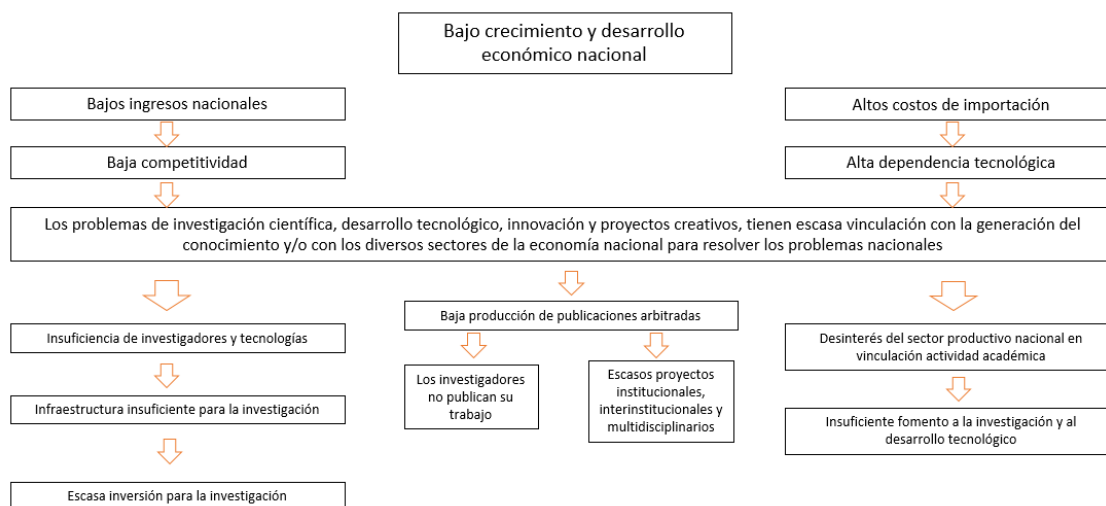 Bajo crecimiento y desarrollo
económico nacional
Bajos ingresos nacionales
Altos costos de importación
Baja competitividad
Alta dependencia tecnológica
Los problemas de investigación científica, desarrollo tecnológico, innovación y proyectos creativos, tienen escasa vinculación con la generación del
conocimiento y/o con los diversos sectores de la economía nacional para resolver los problemas nacionales
Insuficiencia de investigadores y tecnologías
Baja producción de publicaciones arbitradas
Desinterés del sector productivo nacional en
vinculación actividad académica
Los investigadores
no publican su
trabajo
Escasos proyectos
institucionales,
interinstitucionales y
multidisciplinarios
Infraestructura insuficiente para la investigación
Insuficiente fomento a la investigación y al
desarrollo tecnológico
Escasa inversión para la investigación